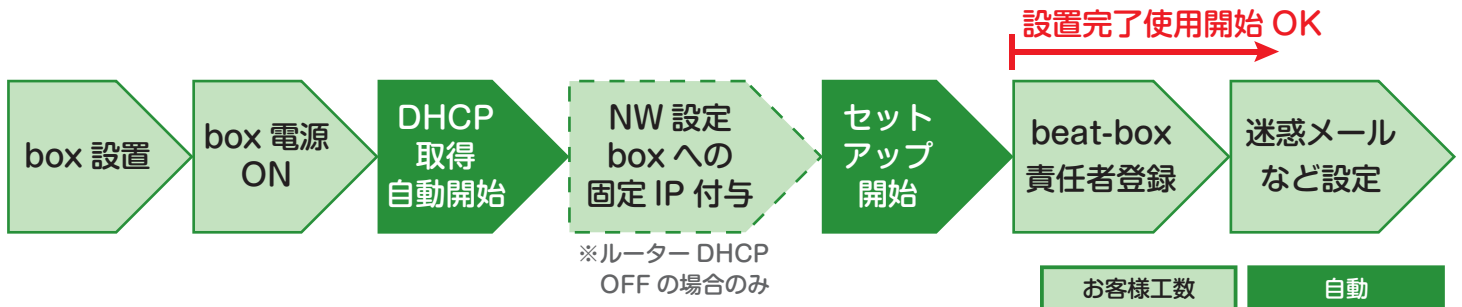 設置完了使用開始 OK
box 設置
box 電源
ON
DHCP
取得
自動開始
NW 設定
box への
固定 IP 付与
※ルーター DHCP
OFF の場合のみ
セット
アップ
開始
beat-box
責任者登録
迷惑メール
など設定
お客様工数
自動